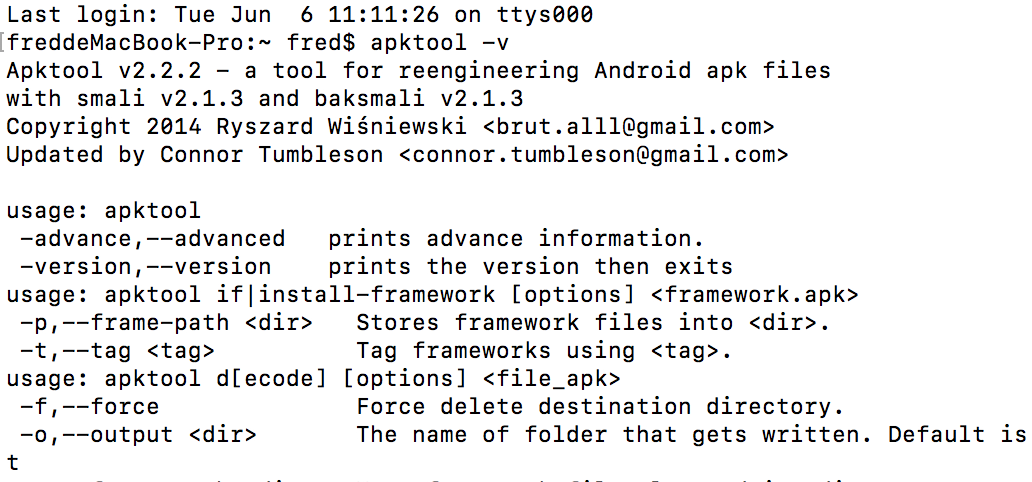 Last login: Tue Jun  6 11:11:26 on ttys000
[freddeMacBook-Pro:~ fred$ apktool -v
Apktool v2.2.2 - a tool for reengineering Android apk files
with smali v2.1.3 and baksmali v2.1.3
Copyright 2014 Ryszard Wiśniewski <brut.alll@gmail.com>
Updated by Connor Tumbleson <connor.tumbleson@gmail.com>

usage: apktool
 -advance,--advanced   prints advance information.
 -version,--version    prints the version then exits
usage: apktool if|install-framework [options] <framework.apk>
 -p,--frame-path <dir>   Stores framework files into <dir>.
 -t,--tag <tag>          Tag frameworks using <tag>.
usage: apktool d[ecode] [options] <file_apk>
 -f,--force              Force delete destination directory.
 -o,--output <dir>       The name of folder that gets written. Default is
t